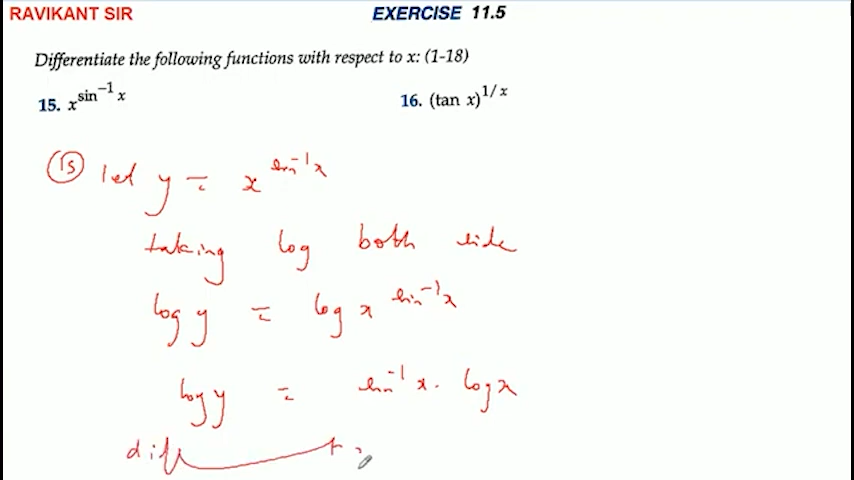 RAVIKANT SIR EXERCISE 11.5
Differentiate the following functions with respect to x: (1-18)
15. x^sin⁻¹ x 16. (tan x)^1/x
(15) let y = x^sin⁻¹x
taking log both side
log y = log x^sin⁻¹x
log y = sin⁻¹ x. log x
diff